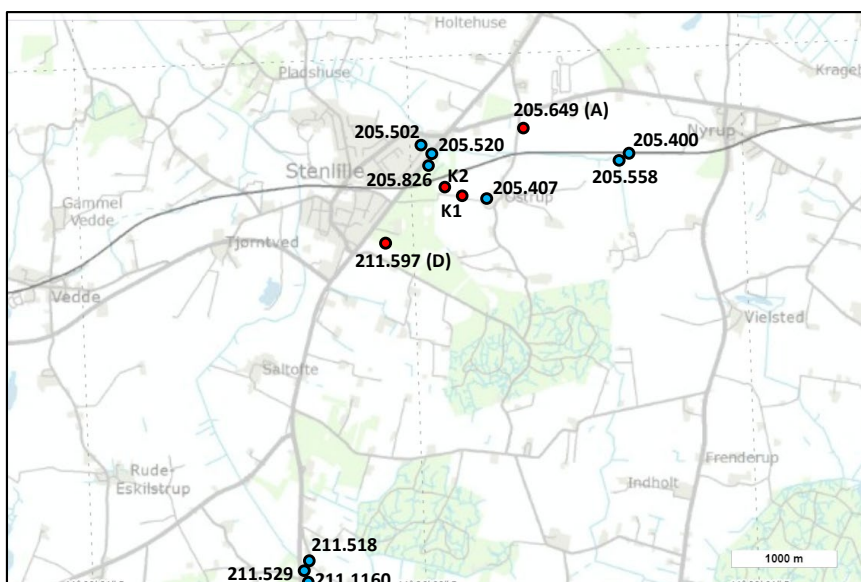 Holtehuse
Pladshuse
Kragel
205.649 (A)
205.502
Nyrup
205.520
205.400
Stenlille
205.826
K2
205.558
205.407
K1
Ostrup
Gammel
Vedde
Tjørntved
211.597 (D)
Vedde
Vielsted
Saltofte
Rude-
Eskilstrup
Frenderup
Indholt
211.518
1000 m
211.529
211.1160